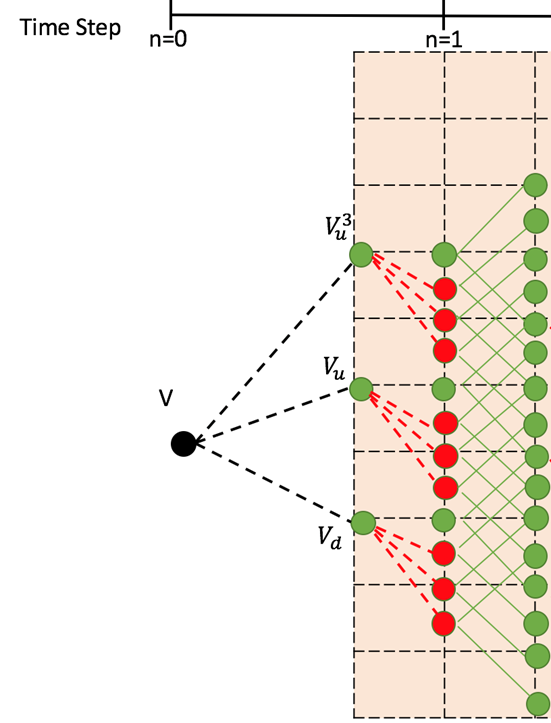 Time Step
n=0
n=1
V_u^3
V_u
V
V_d